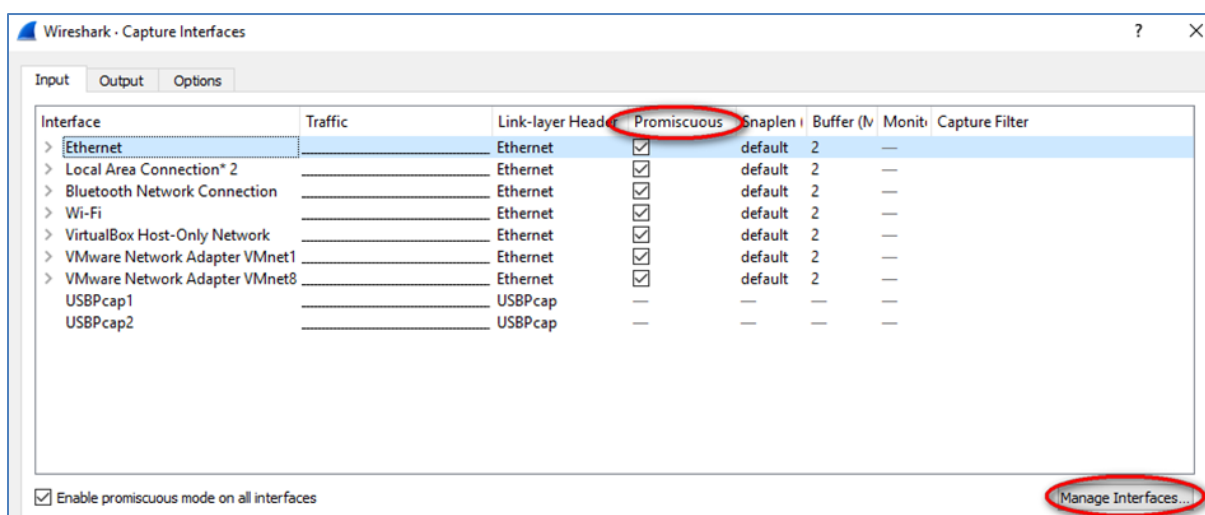 Wireshark · Capture Interfaces ? ×
Input Output Options
Interface Traffic Link-layer Header Promiscuous Snaplen ( Buffer (M Monito Capture Filter
> Ethernet Ethernet default 2 —
> Local Area Connection* 2 Ethernet default 2 —
> Bluetooth Network Connection Ethernet default 2 —
> Wi-Fi Ethernet default 2 —
> VirtualBox Host-Only Network Ethernet default 2 —
> VMware Network Adapter VMnet1 Ethernet default 2 —
> VMware Network Adapter VMnet8 Ethernet default 2 —
USBPcap1 USBPcap — — — —
USBPcap2 USBPcap — — — —
Enable promiscuous mode on all interfaces Manage Interfaces...